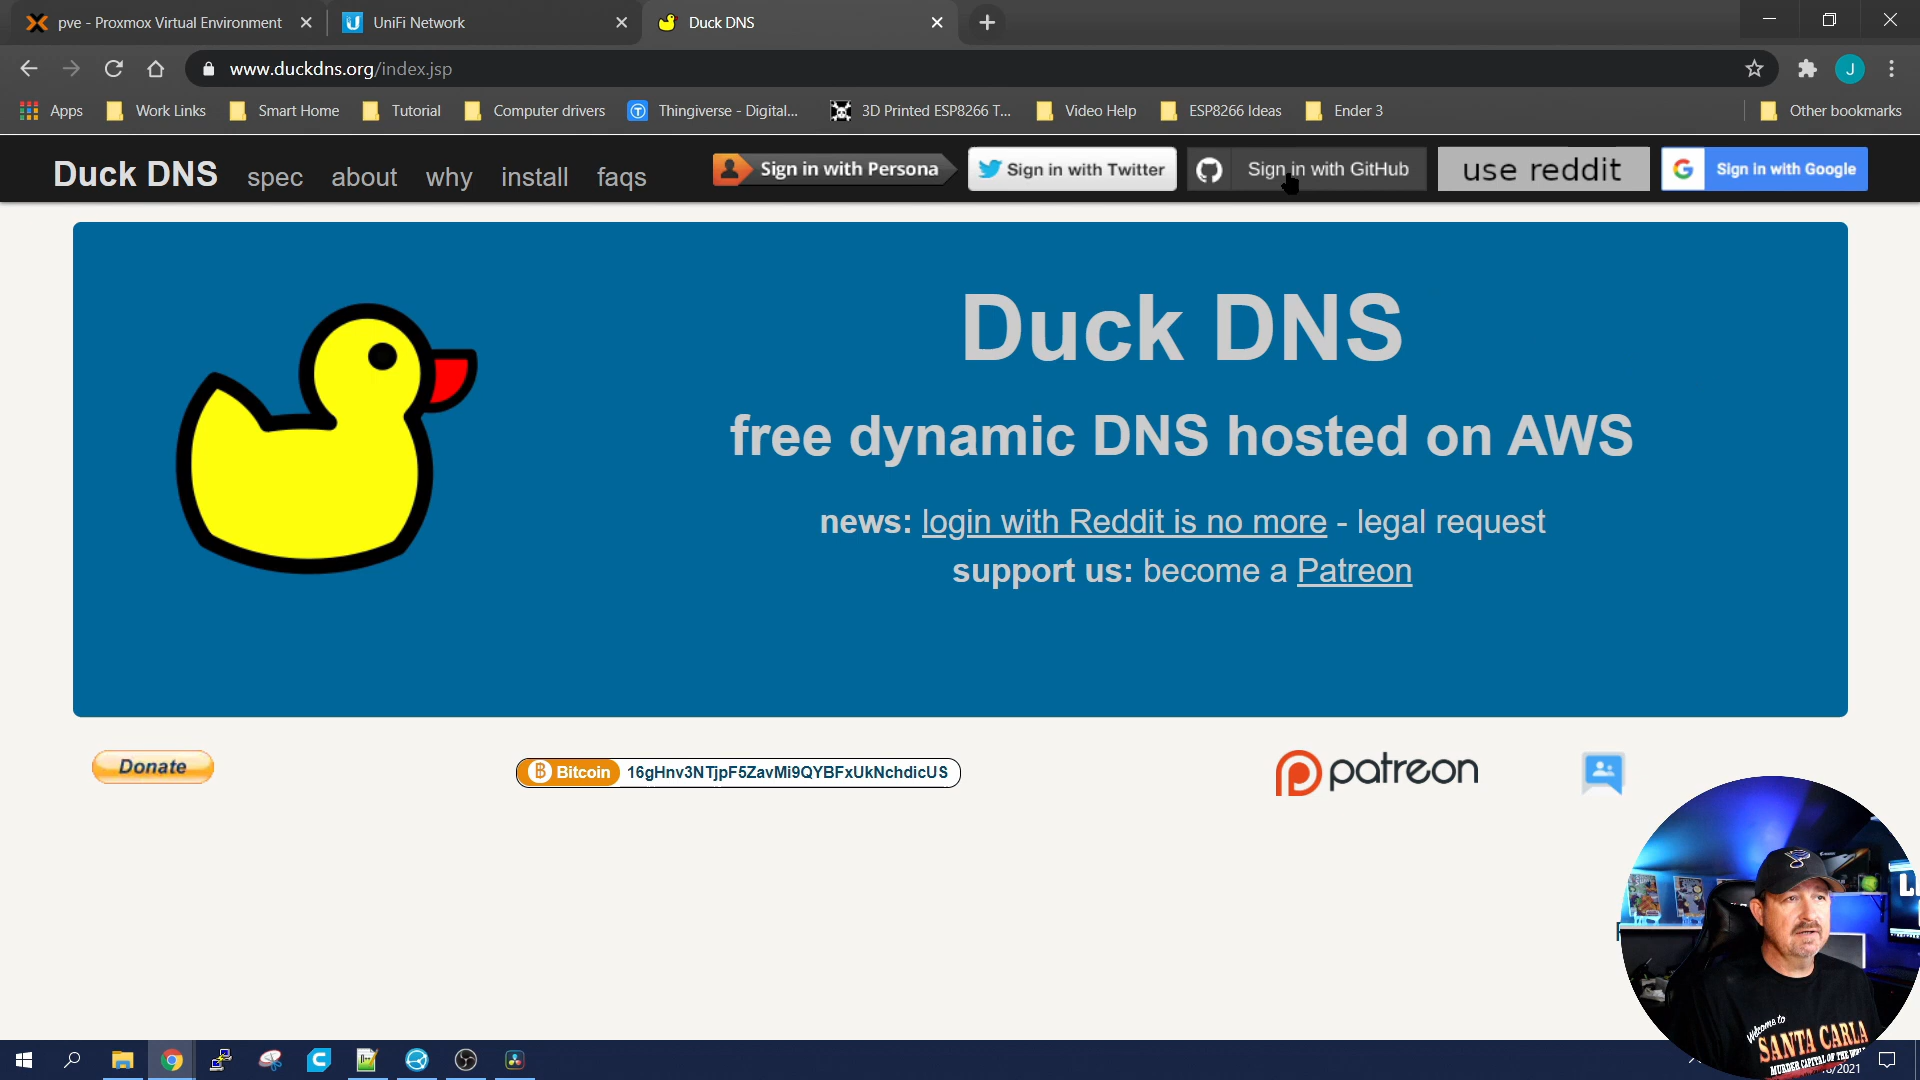 pve - Proxmox Virtual Environment
UniFi Network
Duck DNS
www.duckdns.org/index.jsp
J
Apps
Work Links
Smart Home
Tutorial
Computer drivers
Thingiverse - Digital...
3D Printed ESP8266 T...
Video Help
ESP8266 Ideas
Ender 3
Other bookmarks
Duck DNS
spec
about
why
install
faqs
Sign in with Persona
Sign in with Twitter
Sign in with GitHub
use reddit
Sign in with Google
Duck DNS
free dynamic DNS hosted on AWS
news: login with Reddit is no more - legal request
support us: become a Patreon
Donate
Bitcoin
16gHnv3NTjpF5ZavMi9QYBFxUkNchdicUS
patreon
Welcome to
SANTA CARLA